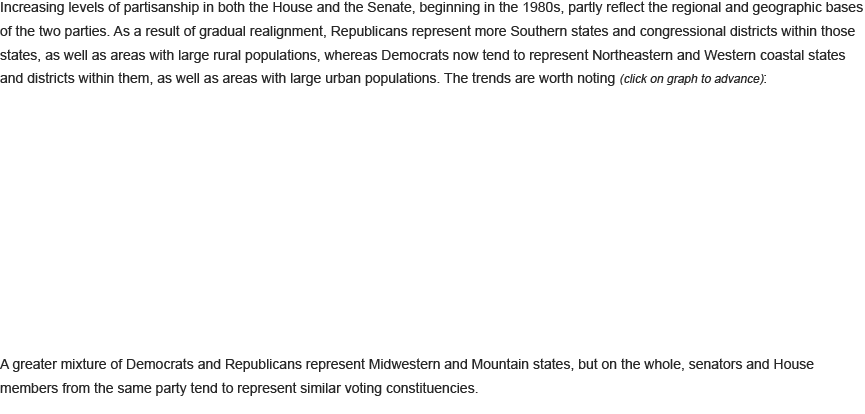 Increasing levels of partisanship in both the House and the Senate, beginning in the 1980s, partly reflect the regional and geographic bases
of the two parties. As a result of gradual realignment, Republicans represent more Southern states and congressional districts within those
states, as well as areas with large rural populations, whereas Democrats now tend to represent Northeastern and Western coastal states
and districts within them, as well as areas with large urban populations. The trends are worth noting (click on graph to advance):
A greater mixture of Democrats and Republicans represent Midwestern and Mountain states, but on the whole, senators and House
members from the same party tend to represent similar voting constituencies.